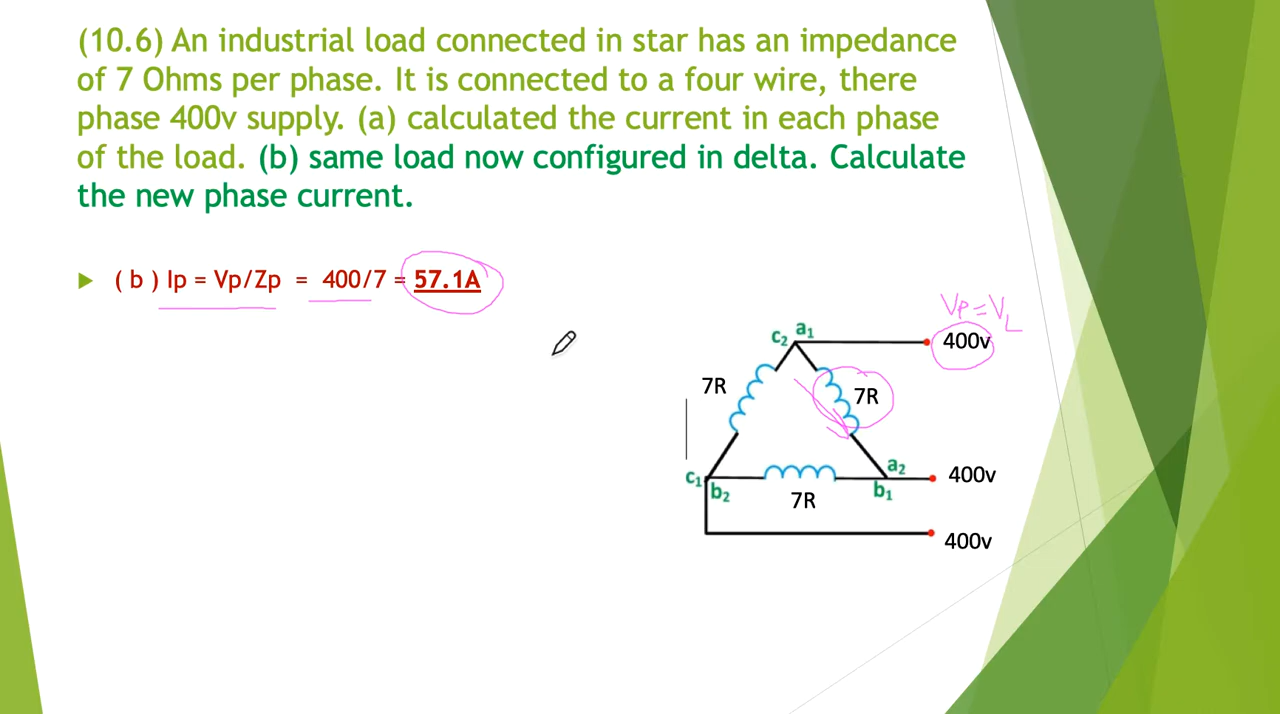 (10.6) An industrial load connected in star has an impedance
of 7 Ohms per phase. It is connected to a four wire, there
phase 400v supply. (a) calculated the current in each phase
of the load. (b) same load now configured in delta. Calculate
the new phase current.
( b ) Ip = Vp/Zp = 400/7 = 57.1A
VP=VL
c2 a1
400v
7R
7R
a2
c1
400v
b2
b1
7R
400v